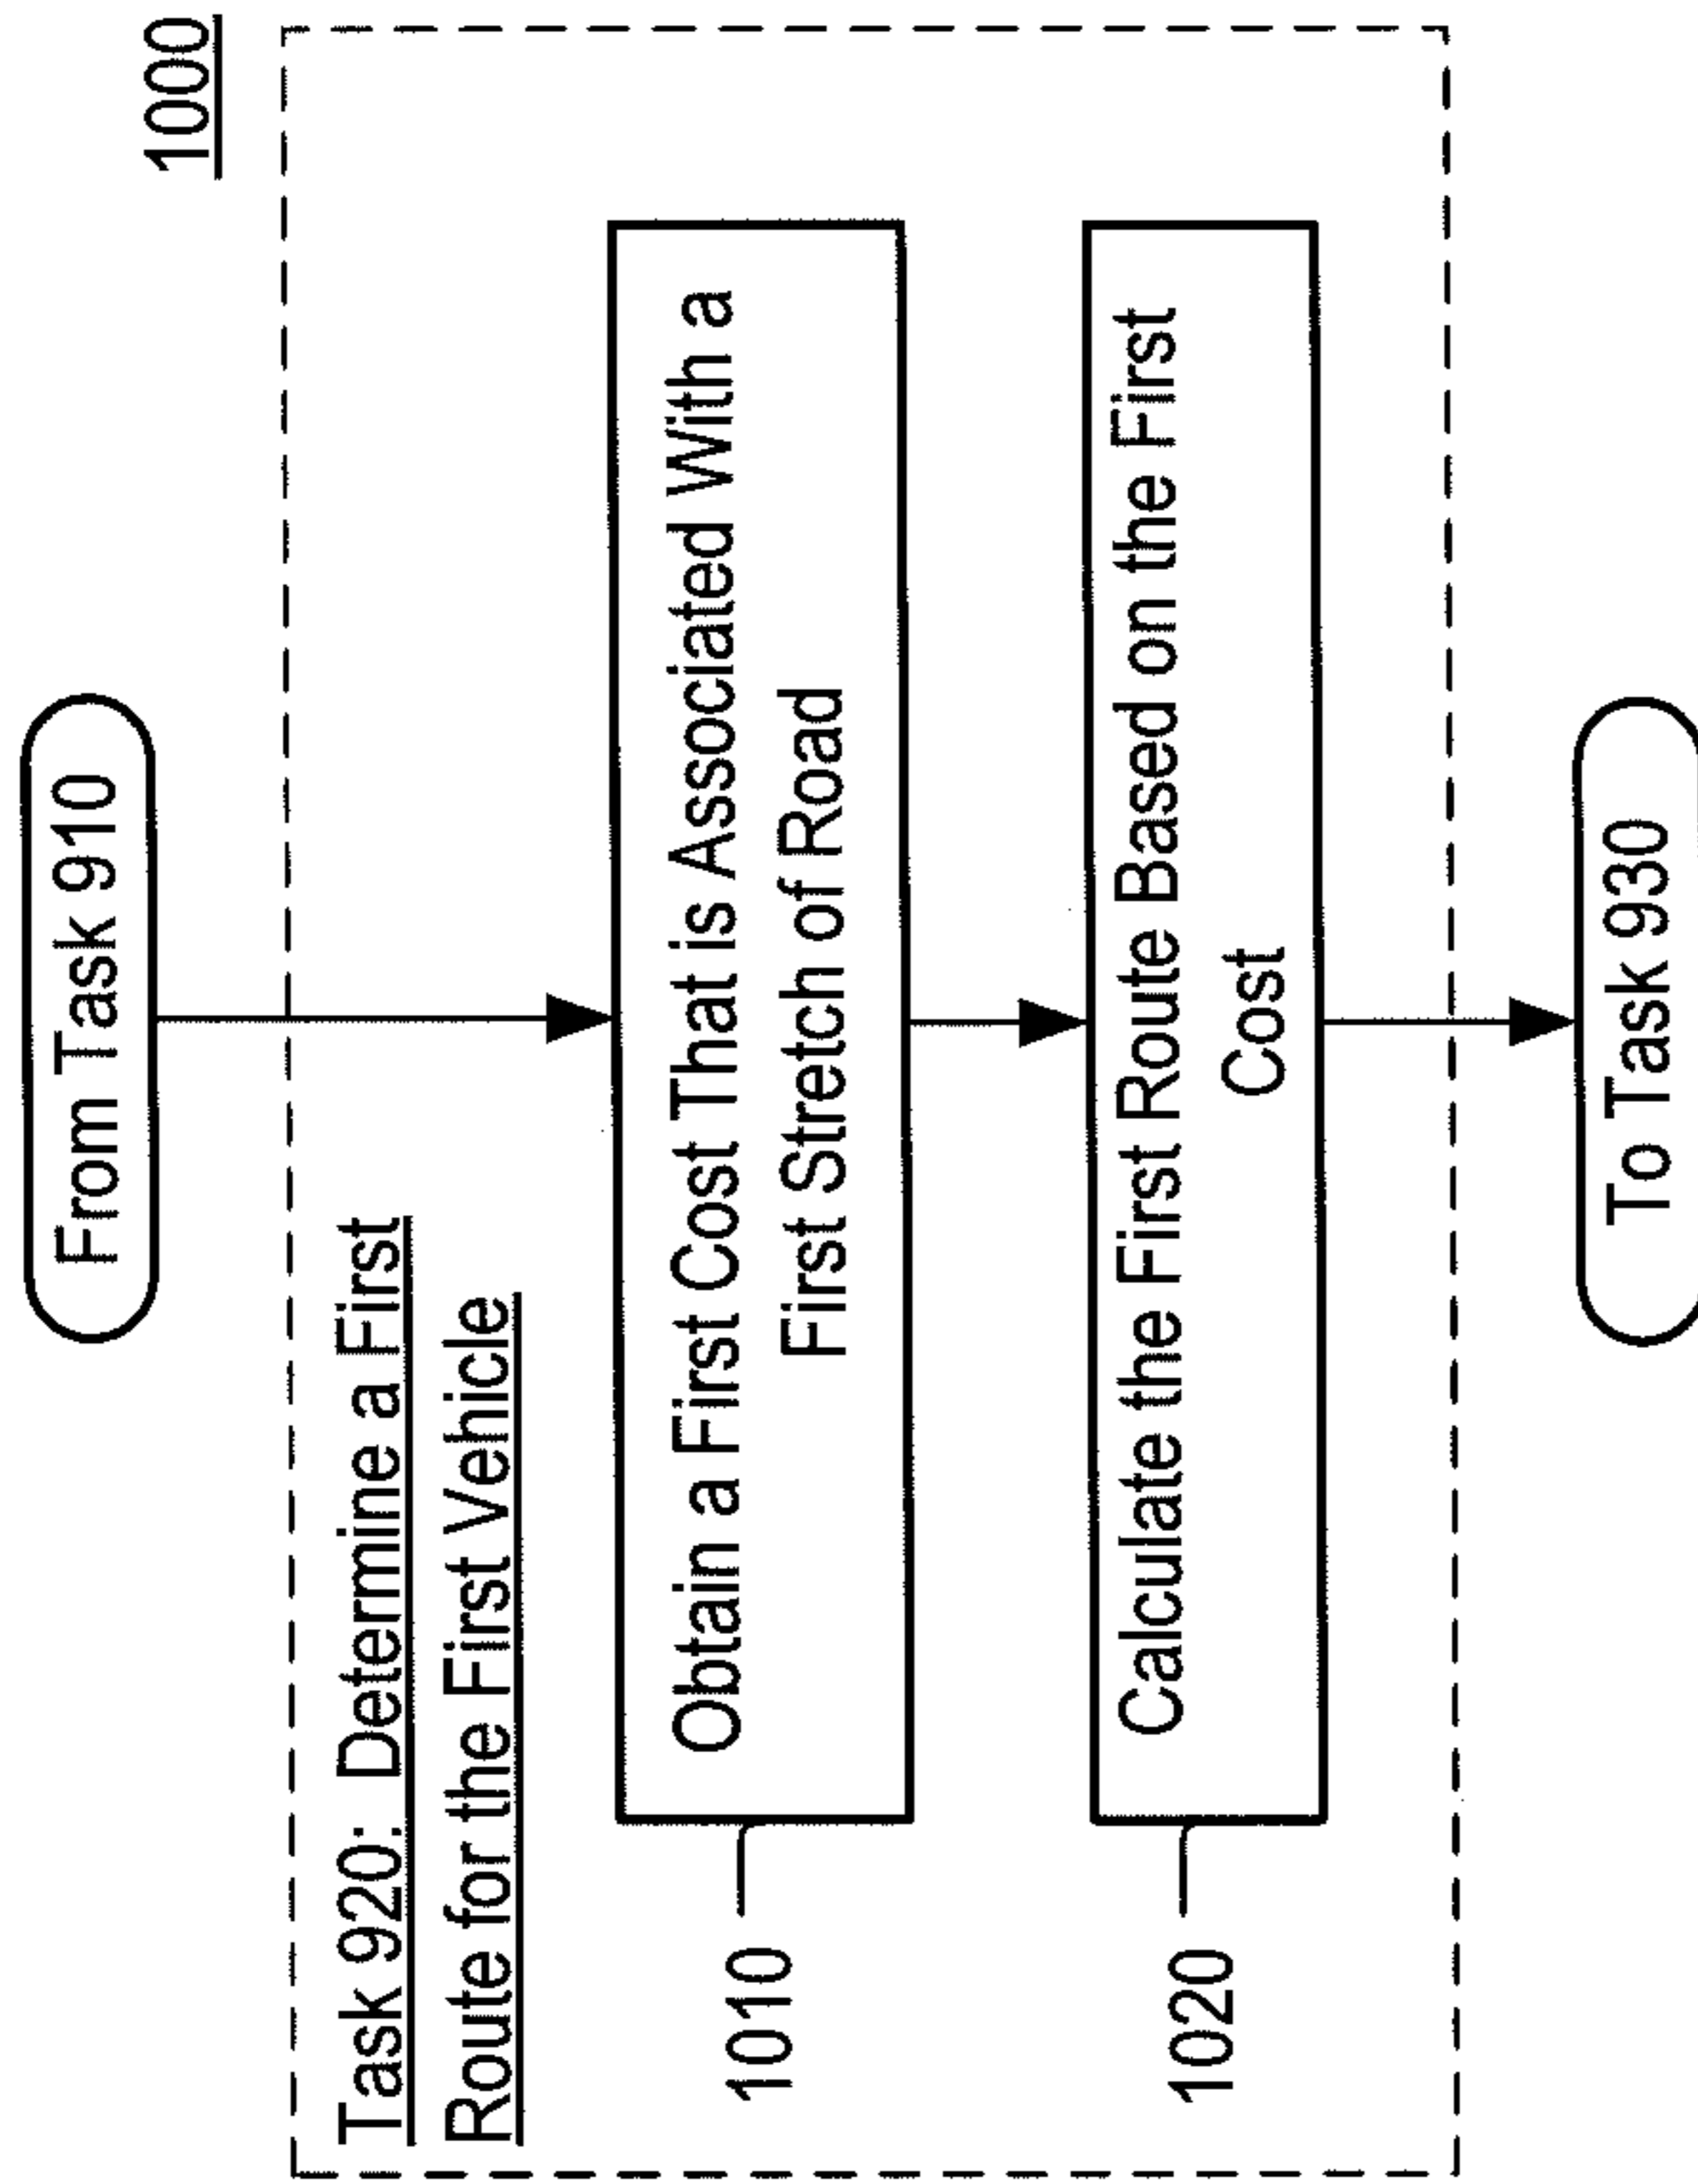 1000
From Task 910
Task 920:  Determine a First
Route for the First Vehicle
1010
Obtain a First Cost That is Associated With a
First Stretch of Road
1020
Calculate the First Route Based on the First
Cost
To Task 930